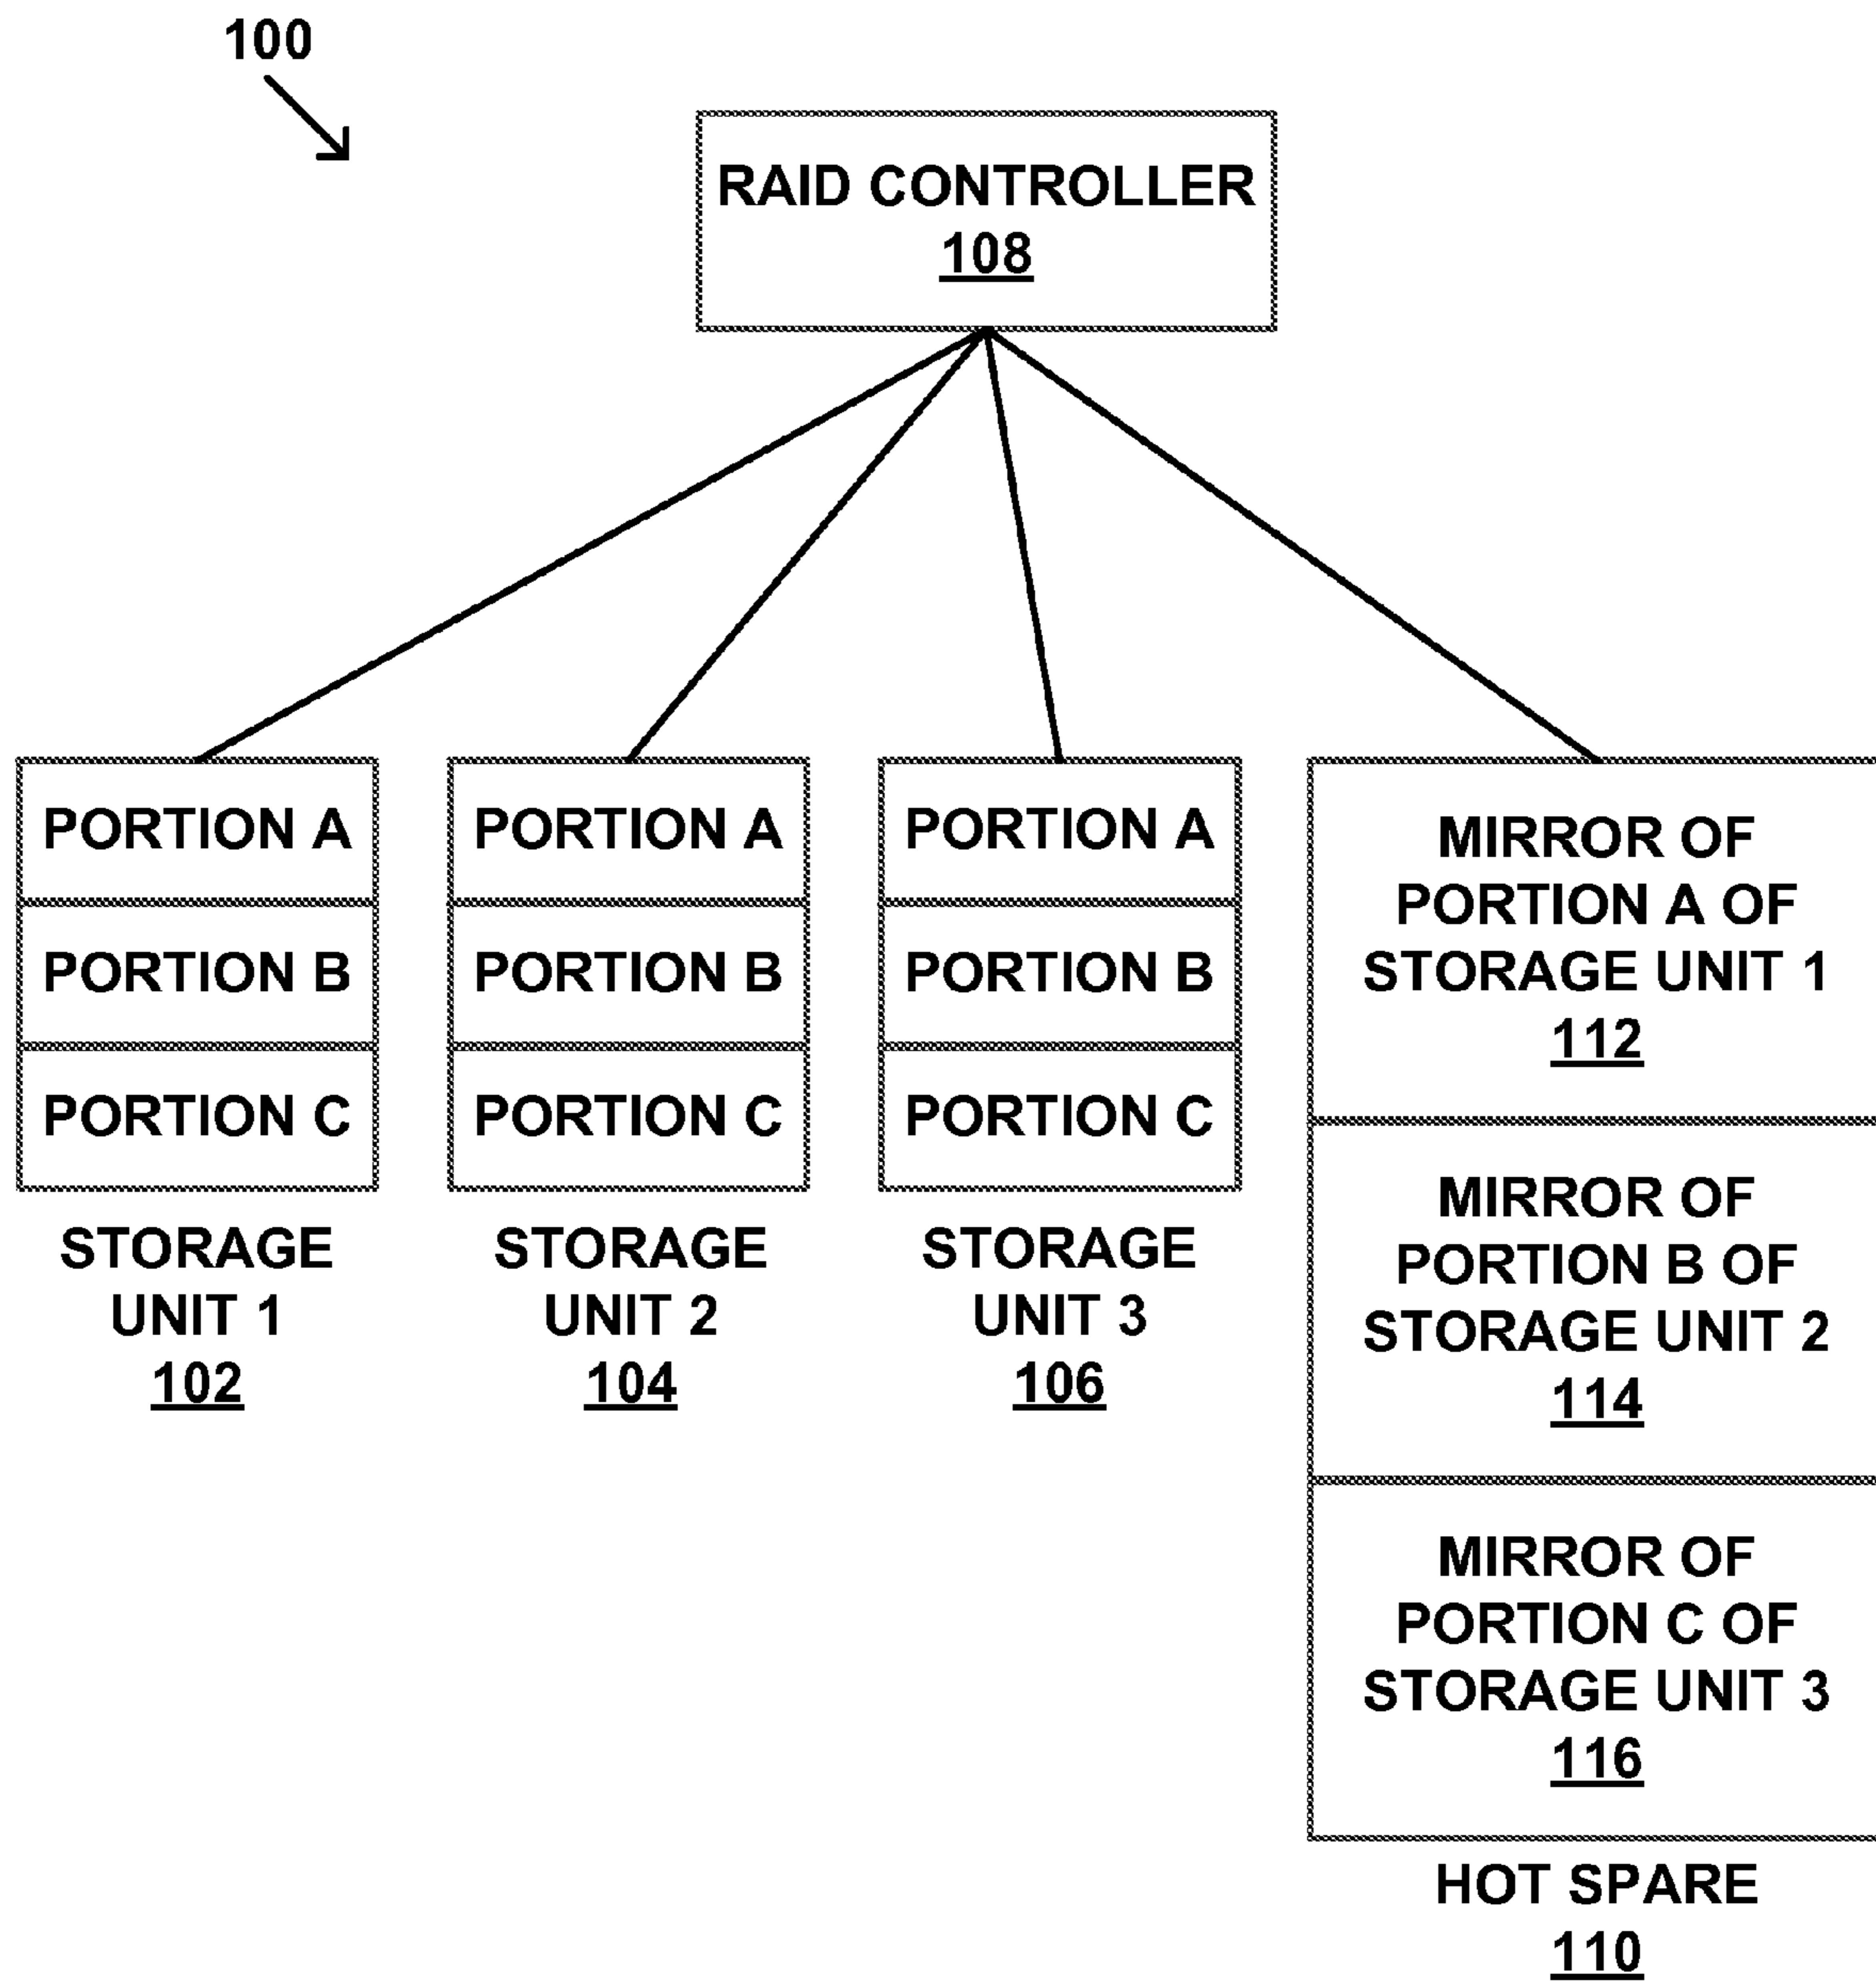 100
RAID CONTROLLER
108
PORTION A
PORTION B
PORTION C
STORAGE
UNIT 1
102
PORTION A
PORTION B
PORTION C
STORAGE
UNIT 2
104
PORTION A
PORTION B
PORTION C
STORAGE
UNIT 3
106
MIRROR OF
PORTION A OF
STORAGE UNIT 1
112
MIRROR OF
PORTION B OF
STORAGE UNIT 2
114
MIRROR OF
PORTION C OF
STORAGE UNIT 3
116
HOT SPARE
110